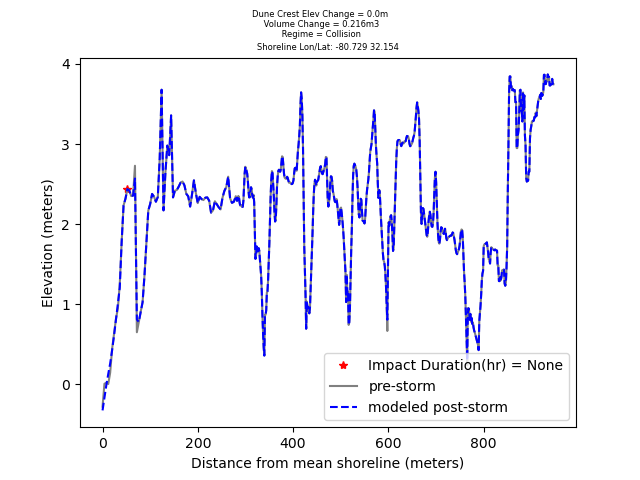 Dune Crest Elev Change = 0.0m
Volume Change = 0.216m3
Regime = Collision
Shoreline Lon/Lat: -80.729 32.154
4
3
2
1
0
Elevation (meters)
Impact Duration(hr) = None
pre-storm
modeled post-storm
0 200 400 600 800
Distance from mean shoreline (meters)